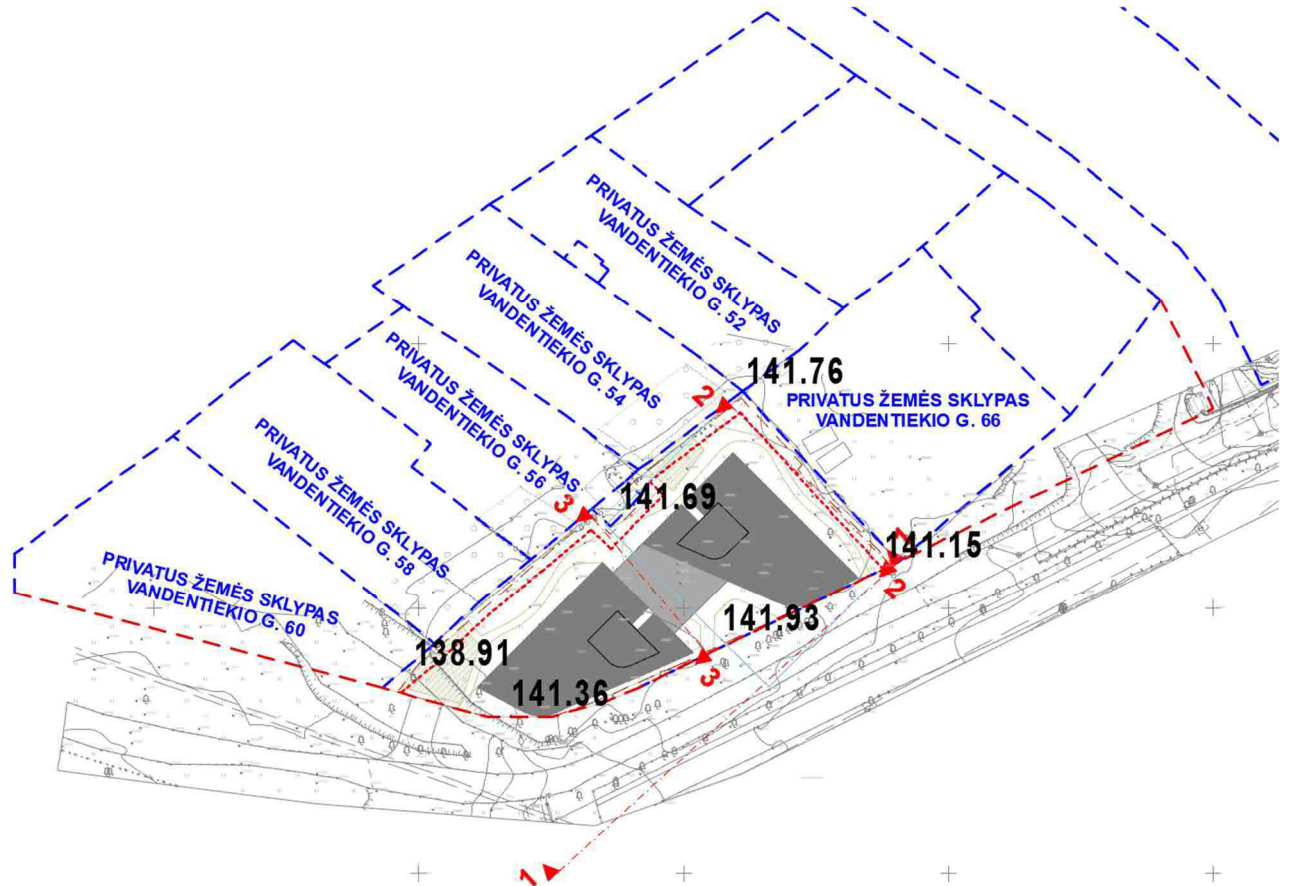 PRIVATUS ŽEMĖS SKLYPAS
VANDENTIEKIO G. 52
PRIVATUS ŽEMĖS SKLYPAS
VANDENTIEKIO G. 54
PRIVATUS ŽEMĖS SKLYPAS
VANDENTIEKIO G. 56
PRIVATUS ŽEMĖS SKLYPAS
VANDENTIEKIO G. 58
PRIVATUS ŽEMĖS SKLYPAS
VANDENTIEKIO G. 60
PRIVATUS ŽEMĖS SKLYPAS
VANDENTIEKIO G. 66
141.76
2
141.69
3
141.15
1
2
141.93
138.91
3
141.36
1